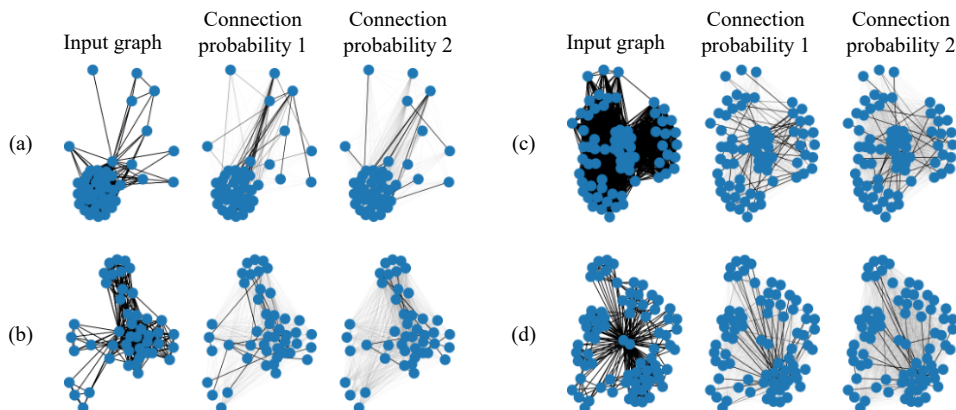 Input graph
Connection
probability 1
Connection
probability 2
Input graph
Connection
probability 1
Connection
probability 2
(a)
(c)
(b)
(d)